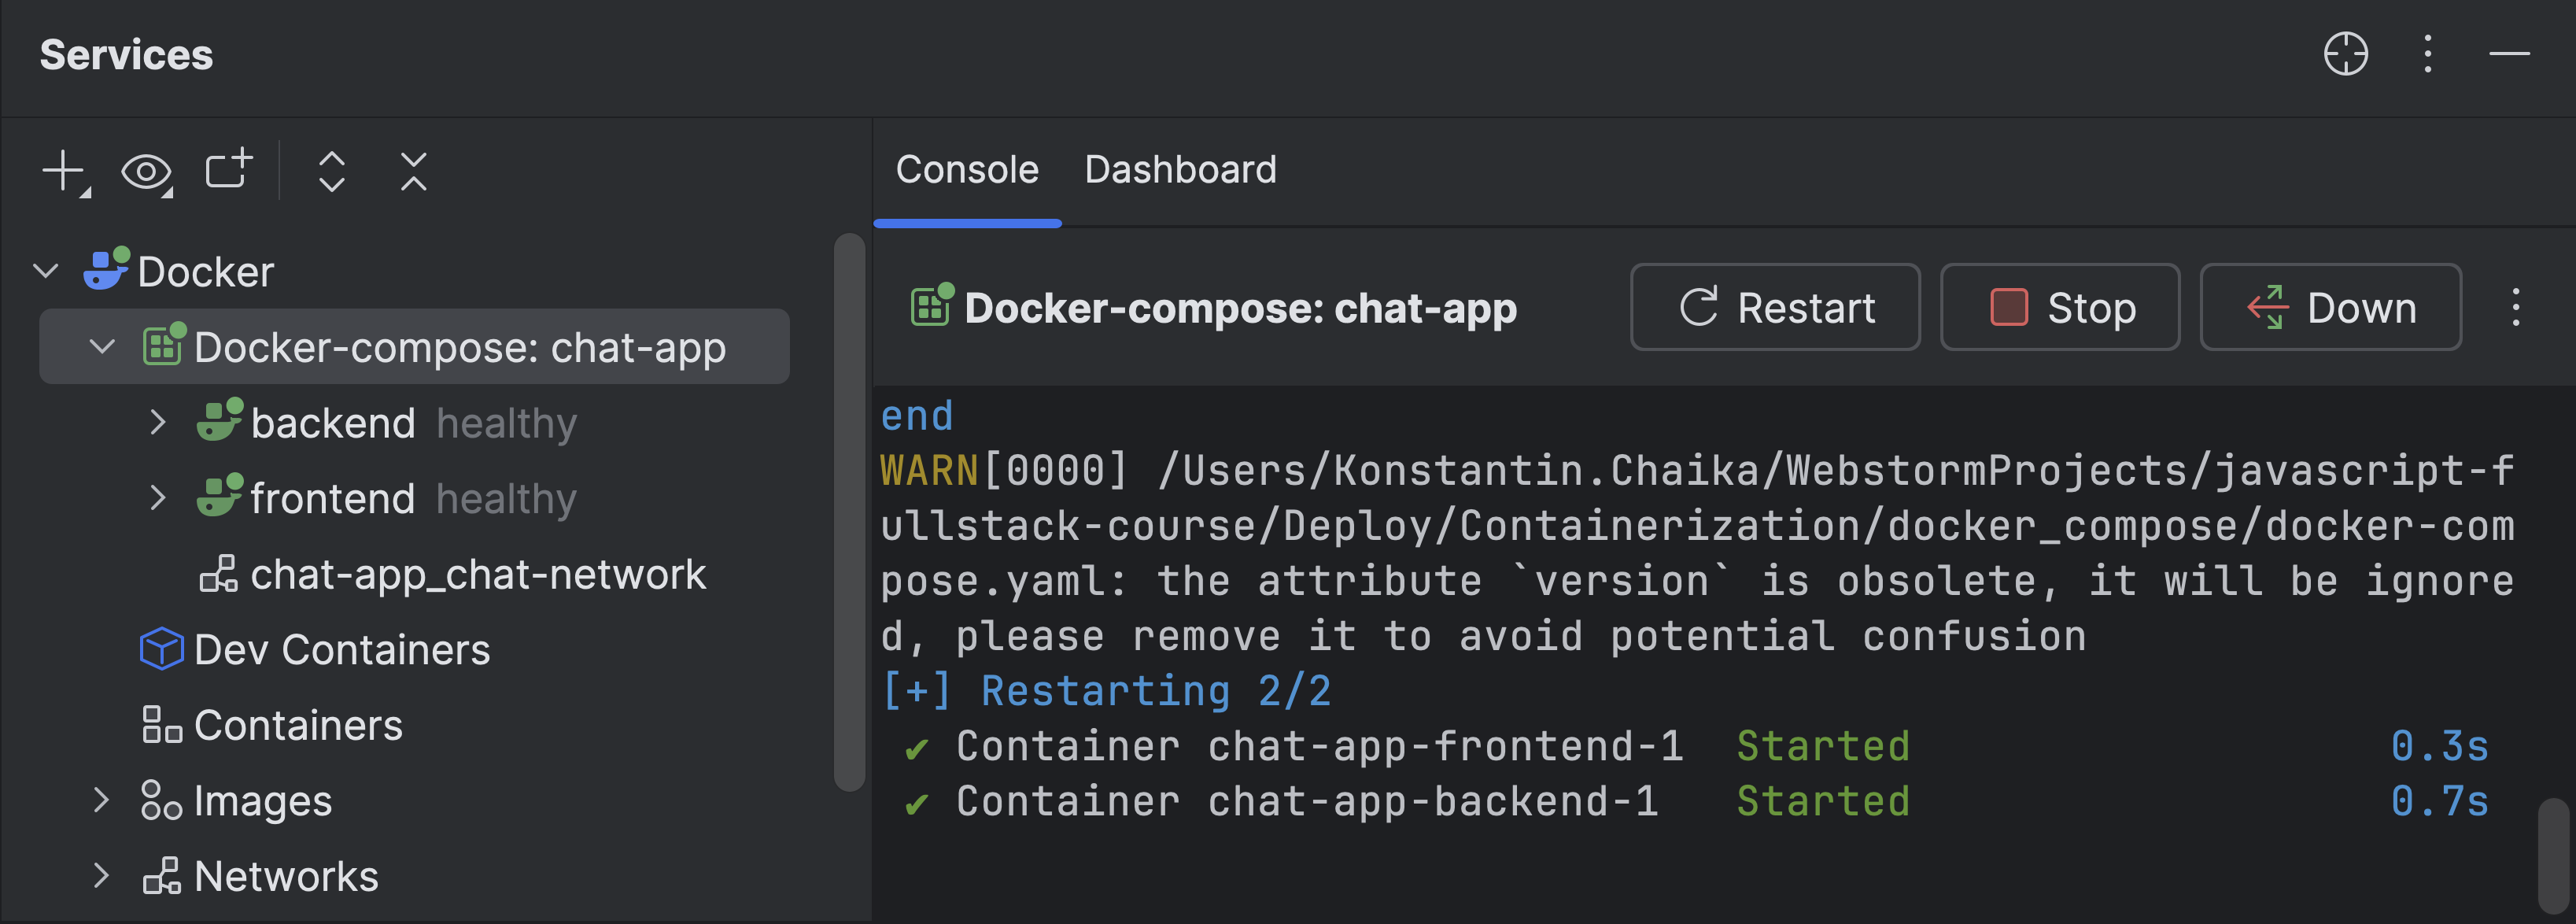 Services
Console Dashboard
Docker
Docker-compose: chat-app
backend healthy
frontend healthy
chat-app_chat-network
Dev Containers
Containers
Images
Networks
Docker-compose: chat-app Restart Stop Down
end
WARN[0000] /Users/Konstantin.Chaika/WebstormProjects/javascript-f
ullstack-course/Deploy/Containerization/docker_compose/docker-com
pose.yaml: the attribute `version` is obsolete, it will be ignore
d, please remove it to avoid potential confusion
[+] Restarting 2/2
✔ Container chat-app-frontend-1 Started 0.3s
✔ Container chat-app-backend-1 Started 0.7s